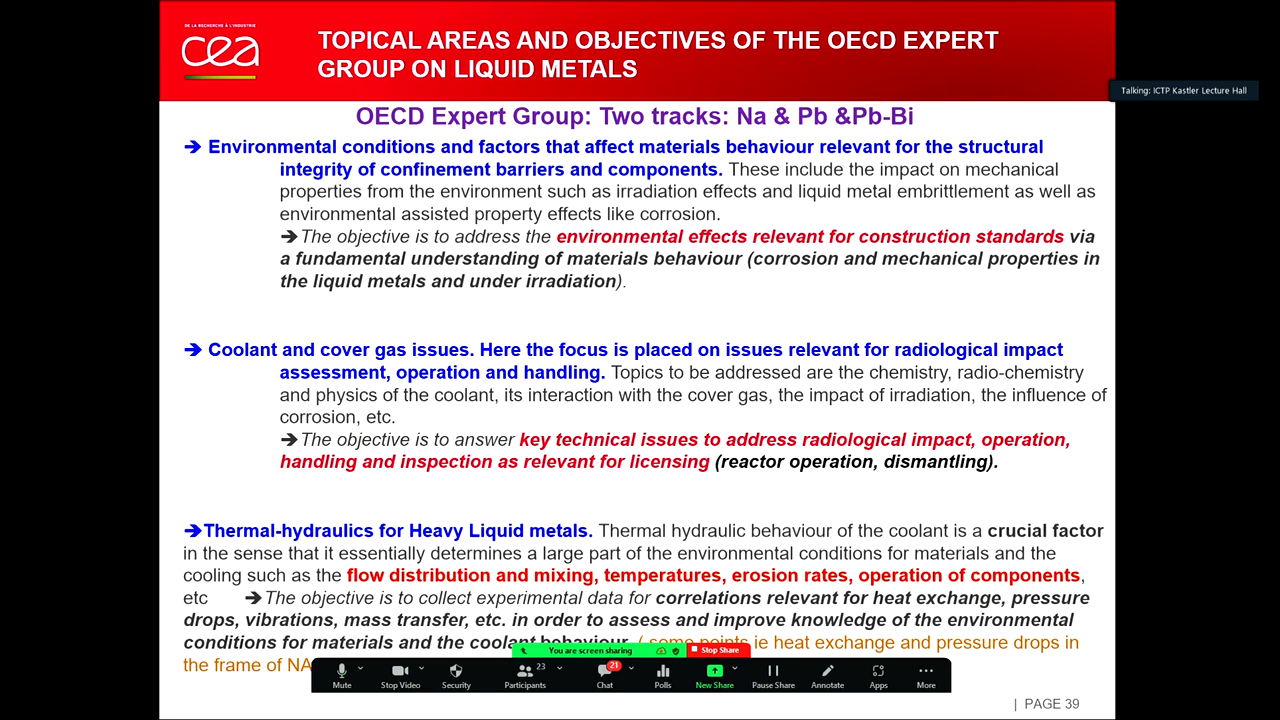 DE LA RECHERCHE À L'INDUSTRIE
cea
TOPICAL AREAS AND OBJECTIVES OF THE OECD EXPERT
GROUP ON LIQUID METALS
Talking: ICTP Kastler Lecture Hall
OECD Expert Group: Two tracks: Na & Pb &Pb-Bi
➔ Environmental conditions and factors that affect materials behaviour relevant for the structural
integrity of confinement barriers and components. These include the impact on mechanical
properties from the environment such as irradiation effects and liquid metal embrittlement as well as
environmental assisted property effects like corrosion.
➔The objective is to address the environmental effects relevant for construction standards via
a fundamental understanding of materials behaviour (corrosion and mechanical properties in
the liquid metals and under irradiation).
➔ Coolant and cover gas issues. Here the focus is placed on issues relevant for radiological impact
assessment, operation and handling. Topics to be addressed are the chemistry, radio-chemistry
and physics of the coolant, its interaction with the cover gas, the impact of irradiation, the influence of
corrosion, etc.
➔The objective is to answer key technical issues to address radiological impact, operation,
handling and inspection as relevant for licensing (reactor operation, dismantling).
➔Thermal-hydraulics for Heavy Liquid metals. Thermal hydraulic behaviour of the coolant is a crucial factor
in the sense that it essentially determines a large part of the environmental conditions for materials and the
cooling such as the flow distribution and mixing, temperatures, erosion rates, operation of components,
etc ➔The objective is to collect experimental data for correlations relevant for heat exchange, pressure
drops, vibrations, mass transfer, etc. in order to assess and improve knowledge of the environmental
conditions for materials and the coolant behaviour. ( some points ie heat exchange and pressure drops in
the frame of NA
You are screen sharing
Stop Share
23
21
Mute
Stop Video
Security
Participants
Chat
Polls
New Share
Pause Share
Annotate
Apps
More
| PAGE 39